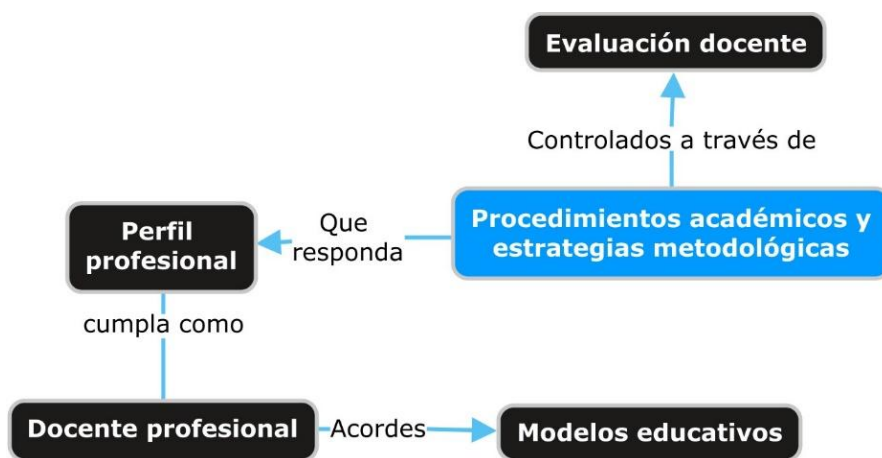 Evaluación docente
Controlados a través de
Procedimientos académicos y
estrategias metodológicas
Que
responda
Perfil
profesional
cumpla como
Docente profesional
Acordes
Modelos educativos